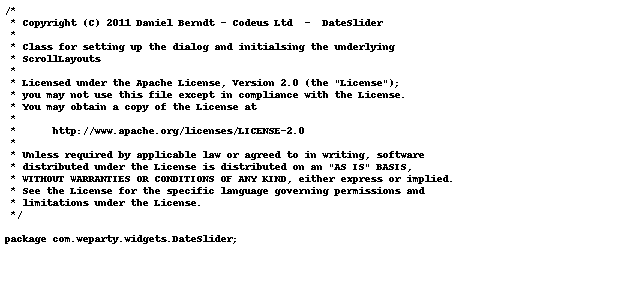 /*
 * Copyright (C) 2011 Daniel Berndt - Codeus Ltd  -  DateSlider
 *
 * Class for setting up the dialog and initialsing the underlying
 * ScrollLayouts
 *
 * Licensed under the Apache License, Version 2.0 (the "License");
 * you may not use this file except in compliance with the License.
 * You may obtain a copy of the License at
 *
 *      http://www.apache.org/licenses/LICENSE-2.0
 *
 * Unless required by applicable law or agreed to in writing, software
 * distributed under the License is distributed on an "AS IS" BASIS,
 * WITHOUT WARRANTIES OR CONDITIONS OF ANY KIND, either express or implied.
 * See the License for the specific language governing permissions and
 * limitations under the License.
 */

package com.weparty.widgets.DateSlider;